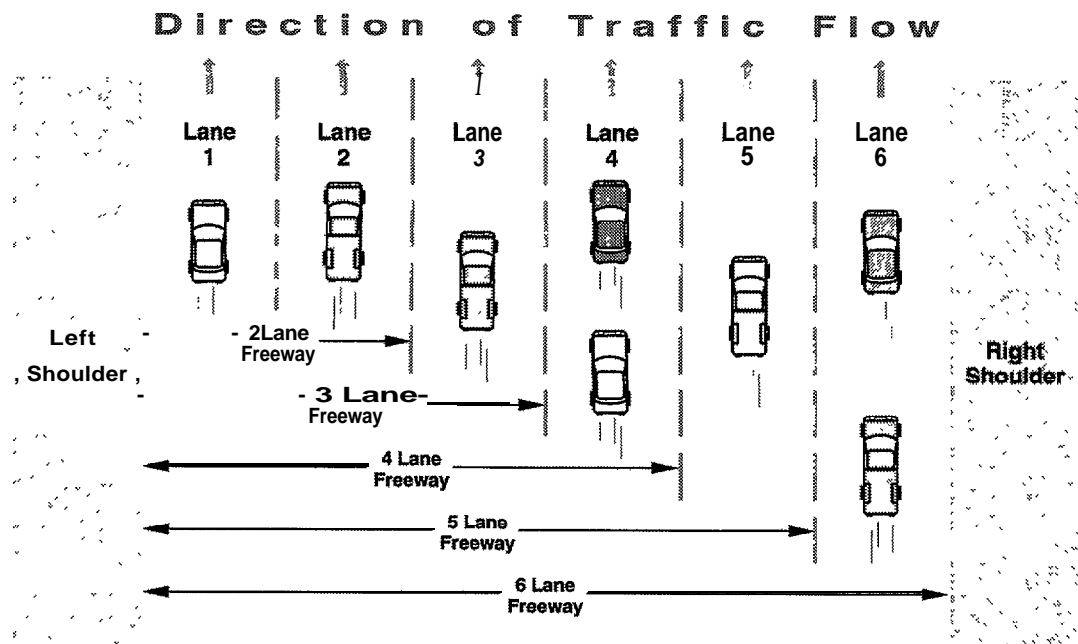 Direction of Traffic Flow
Lane
1
Lane
2
Lane
3
Lane
4
Lane
5
Lane
6
Left
, Shoulder ,
- - 2Lane
Freeway
- - 3 Lane-
Freeway
4 Lane
Freeway
5 Lane
Freeway
6 Lane
Freeway
Right
Shoulder